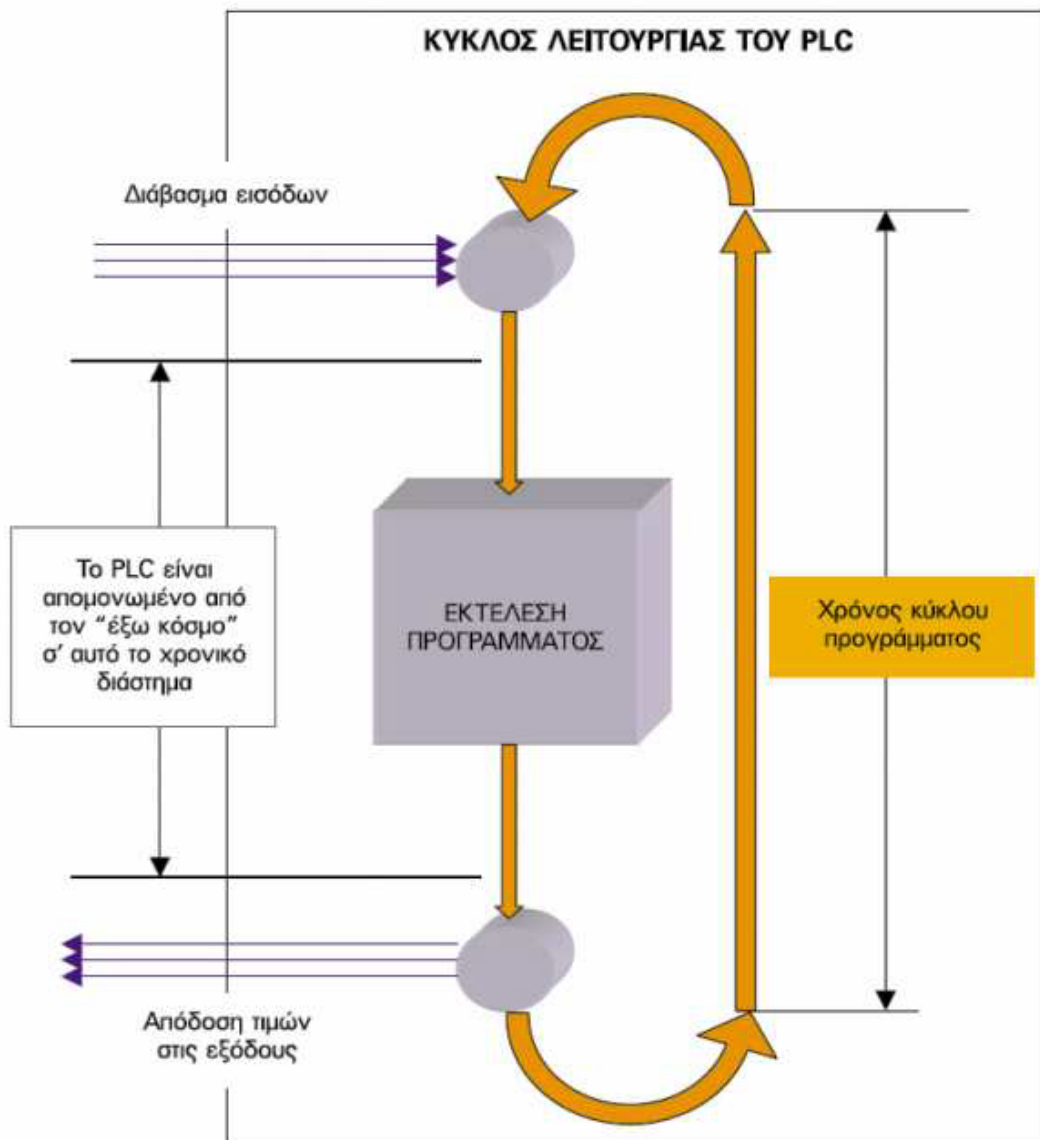 ΚΥΚΛΟΣ ΛΕΙΤΟΥΡΓΙΑΣ ΤΟΥ PLC
Διάβασμα εισόδων
Το PLC είναι
απομονωμένο από
τον "έξω κόσμο"
σ' αυτό το χρονικό
διάστημα
ΕΚΤΕΛΕΣΗ
ΠΡΟΓΡΑΜΜΑΤΟΣ
Χρόνος κύκλου
προγράμματος
Απόδοση τιμών
στις εξόδους